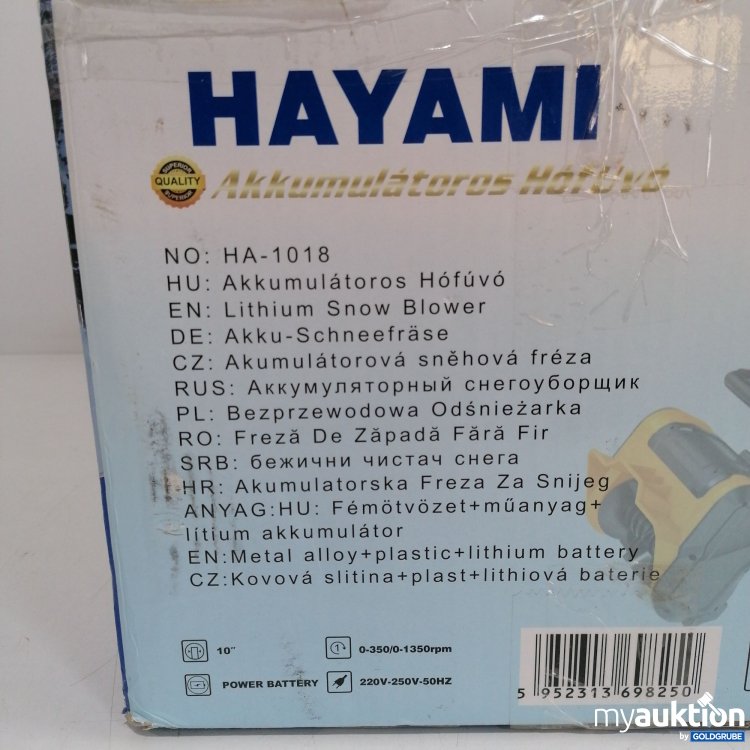 HAYAMI
SUPERIOR
QUALITY
SUPERIOR
Akkumulátoros Hófúvó
NO: HA-1018
HU: Akkumulátoros Hófúvó
EN: Lithium Snow Blower
DE: Akku-Schneefräse
CZ: Akumulátorová sněhová fréza
RUS: Аккумуляторный снегоуборщик
PL: Bezprzewodowa Odśnieżarka
RO: Freză De Zăpadă Fără Fir
SRB: бежични чистач снега
HR: Akumulatorska Freza Za Snijeg
ANYAG:HU: Fémötvözet+műanyag+
lítium akkumulátor
EN:Metal alloy+plastic+lithium battery
CZ:Kovová slitina+plast+lithiová baterie
10"
0-350/0-1350rpm
POWER BATTERY
220V-250V-50HZ
5 952313 698250
myauktion
by GOLDGRUBE